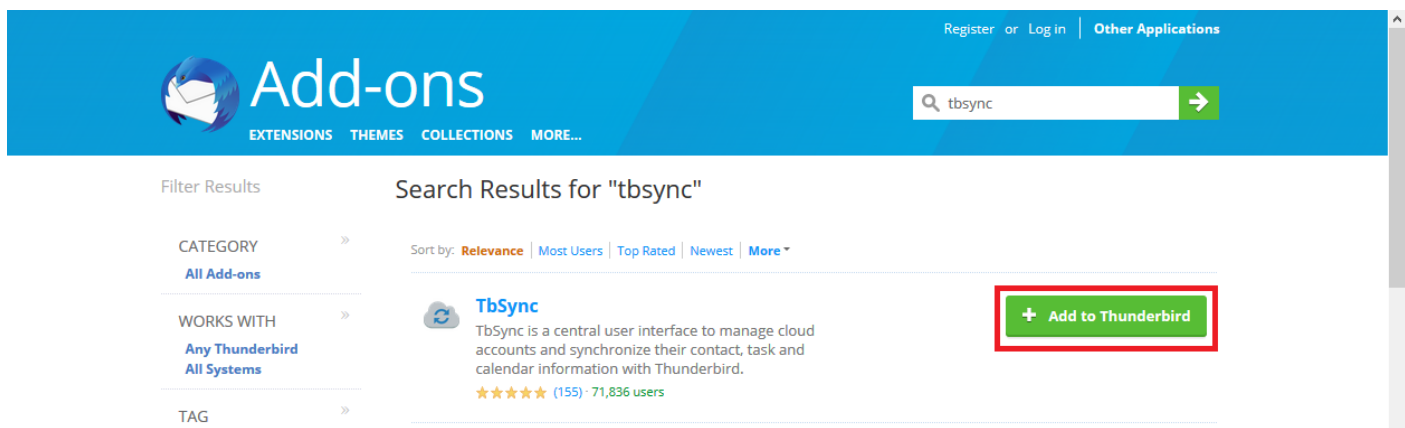 Register or Log in | Other Applications
Add-ons
tbsync
EXTENSIONS THEMES COLLECTIONS MORE...
Filter Results
Search Results for "tbsync"
CATEGORY »
All Add-ons
Sort by: Relevance | Most Users | Top Rated | Newest | More
WORKS WITH »
Any Thunderbird
All Systems
TAG »
TbSync
TbSync is a central user interface to manage cloud
accounts and synchronize their contact, task and
calendar information with Thunderbird.
(155) · 71,836 users
+ Add to Thunderbird